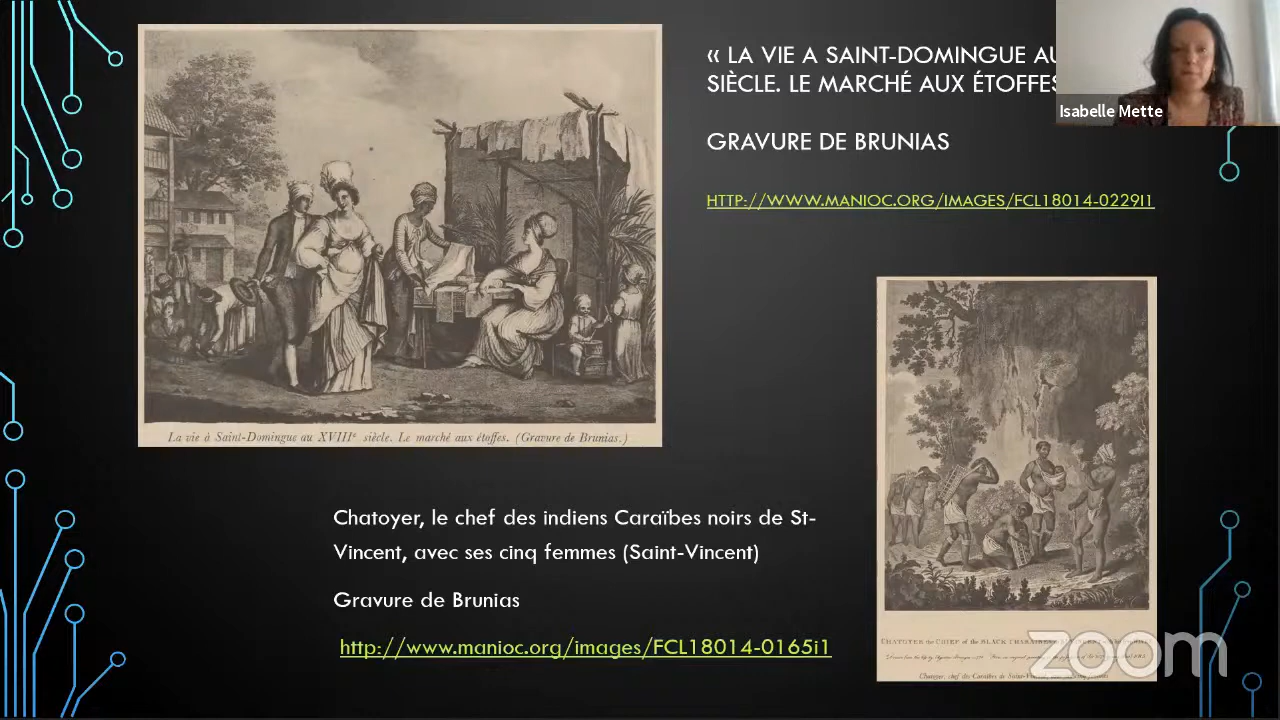 « LA VIE A SAINT-DOMINGUE AU
SIÈCLE. LE MARCHÉ AUX ÉTOFFES
Isabelle Mette
GRAVURE DE BRUNIAS
HTTP://WWW.MANIOC.ORG/IMAGES/FCL18014-0229I1
La vie à Saint-Domingue au XVIIIe siècle. Le marché aux étoffes. (Gravure de Brunias.)
Chatoyer, le chef des indiens Caraïbes noirs de St-
Vincent, avec ses cinq femmes (Saint-Vincent)
Gravure de Brunias
http://www.manioc.org/images/FCL18014-0165i1
CHATOYER the CHIEF of the BLACK CHARAIBES
zoom
Chatoyer, chef des Caraïbes de Saint-